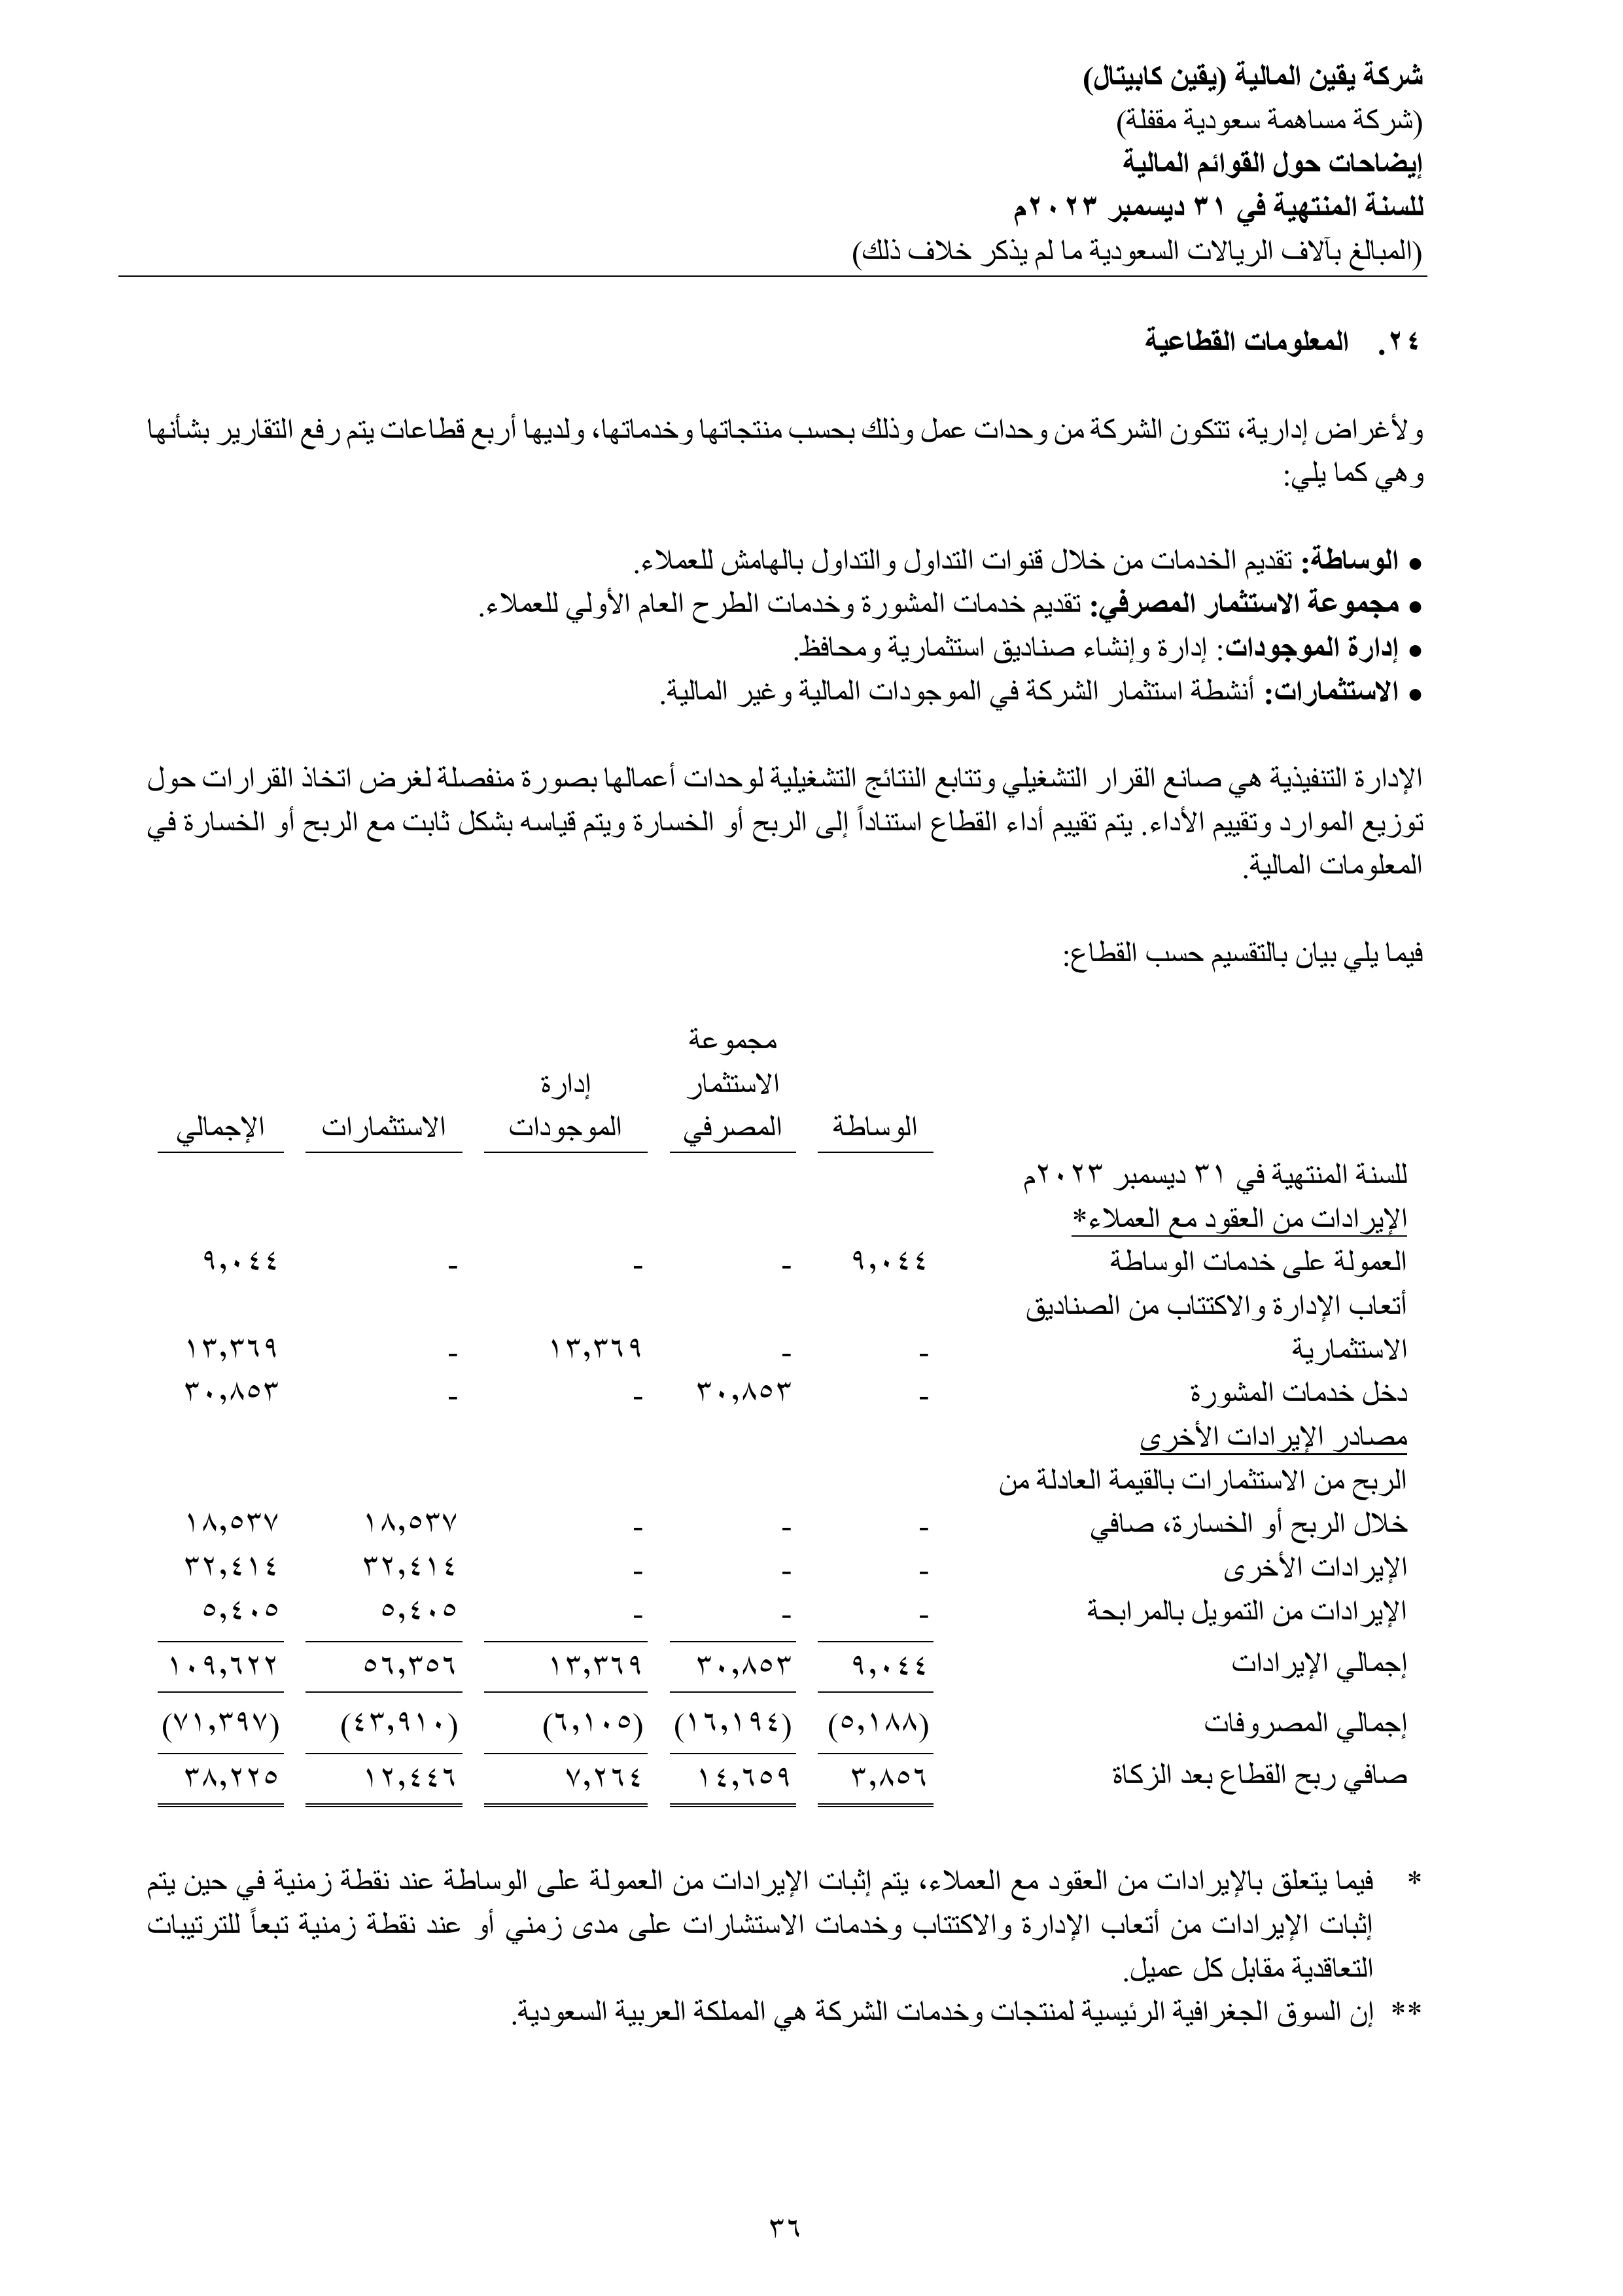 شركة يقين المالية (يقين كابيتال)
(شركة مساهمة سعودية مقفلة)
إيضاحات حول القوائم المالية
للسنة المنتهية في ٣١ ديسمبر ٢٠٢٣م
(المبالغ بآلاف الريالات السعودية ما لم يذكر خلاف ذلك)
٢٤. المعلومات القطاعية
ولأغراض إدارية، تتكون الشركة من وحدات عمل وذلك بحسب منتجاتها وخدماتها، ولديها أربع قطاعات يتم رفع التقارير بشأنها
وهي كما يلي:
● الوساطة: تقديم الخدمات من خلال قنوات التداول والتداول بالهامش للعملاء.
● مجموعة الاستثمار المصرفي: تقديم خدمات المشورة وخدمات الطرح العام الأولي للعملاء.
● إدارة الموجودات: إدارة وإنشاء صناديق استثمارية ومحافظ.
● الاستثمارات: أنشطة استثمار الشركة في الموجودات المالية وغير المالية.
الإدارة التنفيذية هي صانع القرار التشغيلي وتتابع النتائج التشغيلية لوحدات أعمالها بصورة منفصلة لغرض اتخاذ القرارات حول
توزيع الموارد وتقييم الأداء. يتم تقييم أداء القطاع استناداً إلى الربح أو الخسارة ويتم قياسه بشكل ثابت مع الربح أو الخسارة في
المعلومات المالية.
فيما يلي بيان بالتقسيم حسب القطاع:
مجموعة
الاستثمار إدارة
الوساطة المصرفي الموجودات الاستثمارات الإجمالي
للسنة المنتهية في ٣١ ديسمبر ٢٠٢٣م
الإيرادات من العقود مع العملاء*
العمولة على خدمات الوساطة ٩,٠٤٤ - - - ٩,٠٤٤
أتعاب الإدارة والاكتتاب من الصناديق
الاستثمارية - - ١٣,٣٦٩ - ١٣,٣٦٩
دخل خدمات المشورة - ٣٠,٨٥٣ - - ٣٠,٨٥٣
مصادر الإيرادات الأخرى
الربح من الاستثمارات بالقيمة العادلة من
خلال الربح أو الخسارة، صافي - - - ١٨,٥٣٧ ١٨,٥٣٧
الإيرادات الأخرى - - - ٣٢,٤١٤ ٣٢,٤١٤
الإيرادات من التمويل بالمرابحة - - - ٥,٤٠٥ ٥,٤٠٥
إجمالي الإيرادات ٩,٠٤٤ ٣٠,٨٥٣ ١٣,٣٦٩ ٥٦,٣٥٦ ١٠٩,٦٢٢
إجمالي المصروفات (٥,١٨٨) (١٦,١٩٤) (٦,١٠٥) (٤٣,٩١٠) (٧١,٣٩٧)
صافي ربح القطاع بعد الزكاة ٣,٨٥٦ ١٤,٦٥٩ ٧,٢٦٤ ١٢,٤٤٦ ٣٨,٢٢٥
* فيما يتعلق بالإيرادات من العقود مع العملاء، يتم إثبات الإيرادات من العمولة على الوساطة عند نقطة زمنية في حين يتم
إثبات الإيرادات من أتعاب الإدارة والاكتتاب وخدمات الاستشارات على مدى زمني أو عند نقطة زمنية تبعاً للترتيبات
التعاقدية مقابل كل عميل.
** إن السوق الجغرافية الرئيسية لمنتجات وخدمات الشركة هي المملكة العربية السعودية.
٣٦